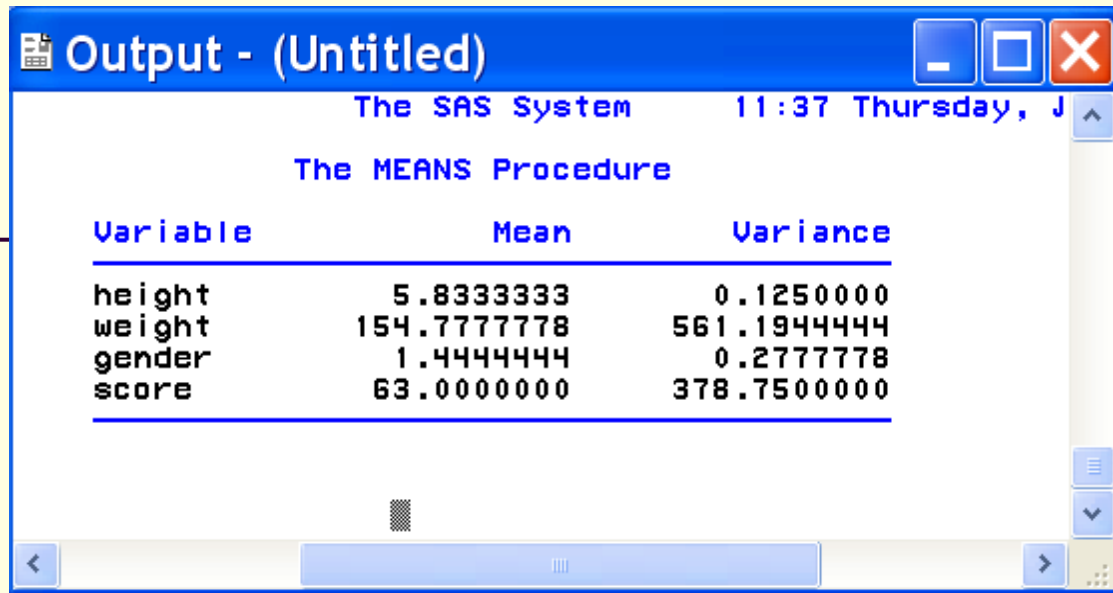 Output - (Untitled)
The SAS System 11:37 Thursday, J
The MEANS Procedure
Variable Mean Variance
height 5.8333333 0.1250000
weight 154.7777778 561.1944444
gender 1.4444444 0.2777778
score 63.0000000 378.7500000